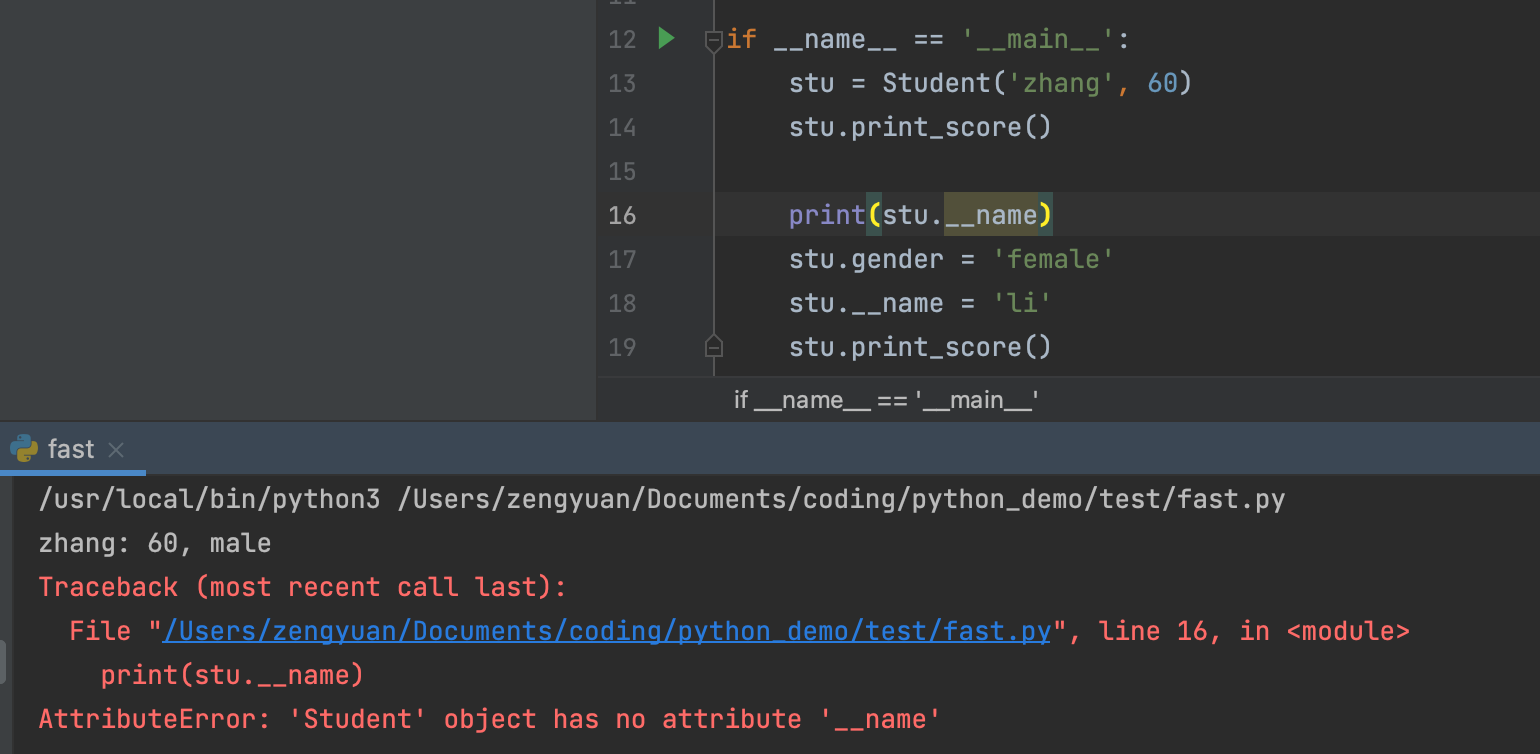 11
12 if __name__ == '__main__':
13 stu = Student('zhang', 60)
14 stu.print_score()
15
16 print(stu.__name)
17 stu.gender = 'female'
18 stu.__name = 'li'
19 stu.print_score()
if __name__ == '__main__'
fast
/usr/local/bin/python3 /Users/zengyuan/Documents/coding/python_demo/test/fast.py
zhang: 60, male
Traceback (most recent call last):
File "/Users/zengyuan/Documents/coding/python_demo/test/fast.py", line 16, in <module>
print(stu.__name)
AttributeError: 'Student' object has no attribute '__name'